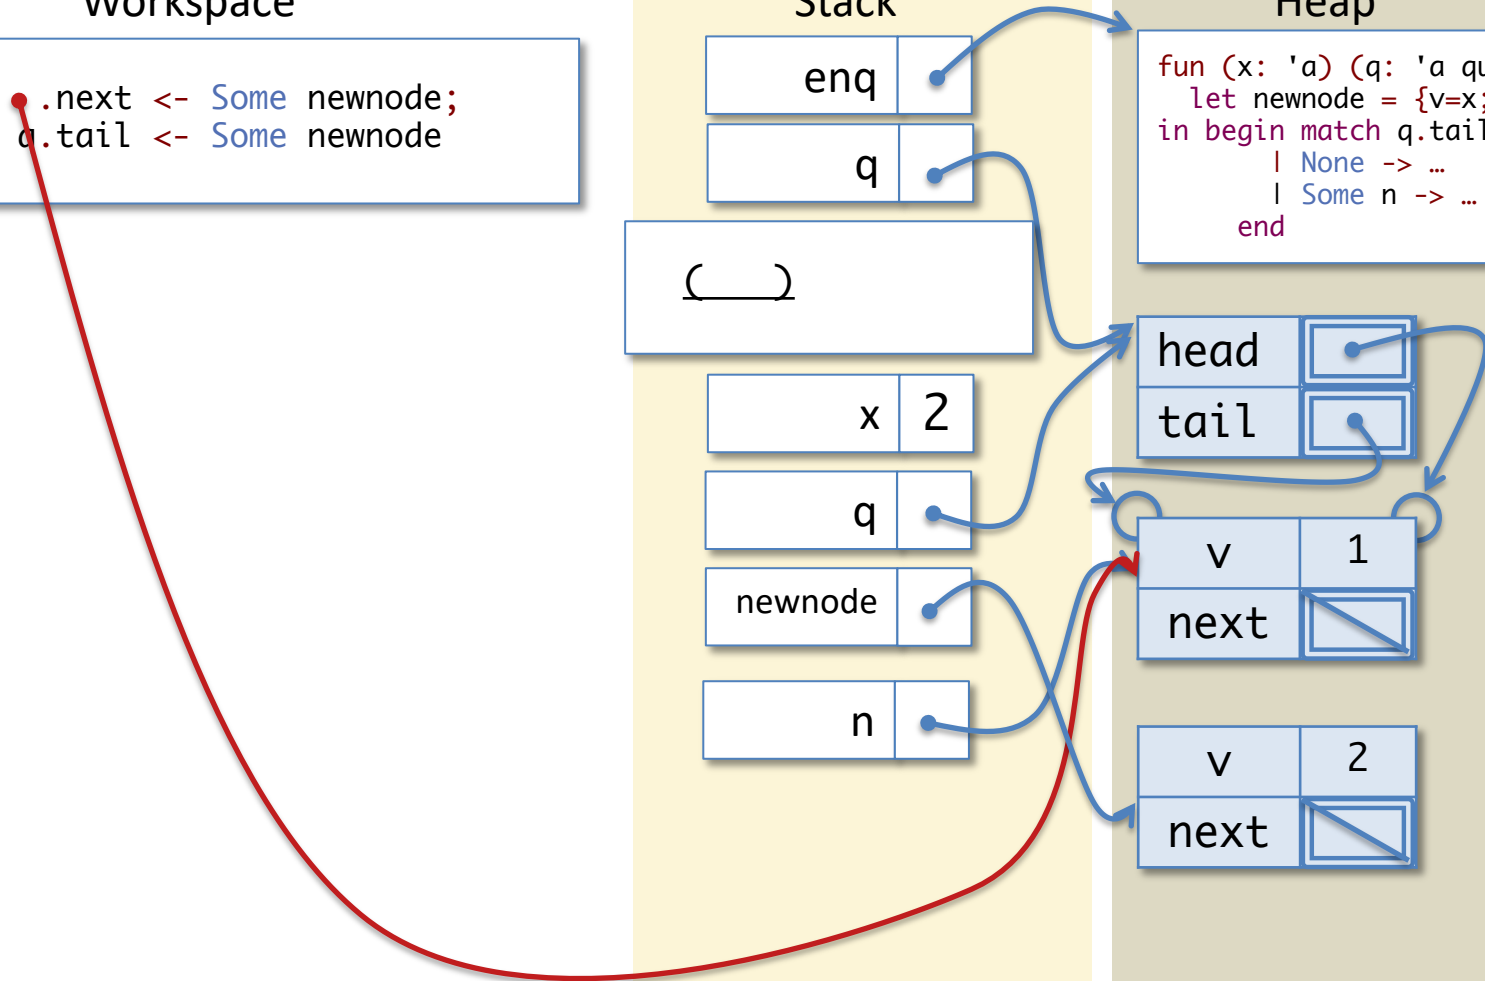 Workspace
Stack
Heap
.next <- Some newnode;
q.tail <- Some newnode
enq
q
( )
x 2
q
newnode
n
fun (x: 'a) (q: 'a qu
let newnode = {v=x;
in begin match q.tail
| None -> …
| Some n -> …
end
head
tail
v 1
next
v 2
next